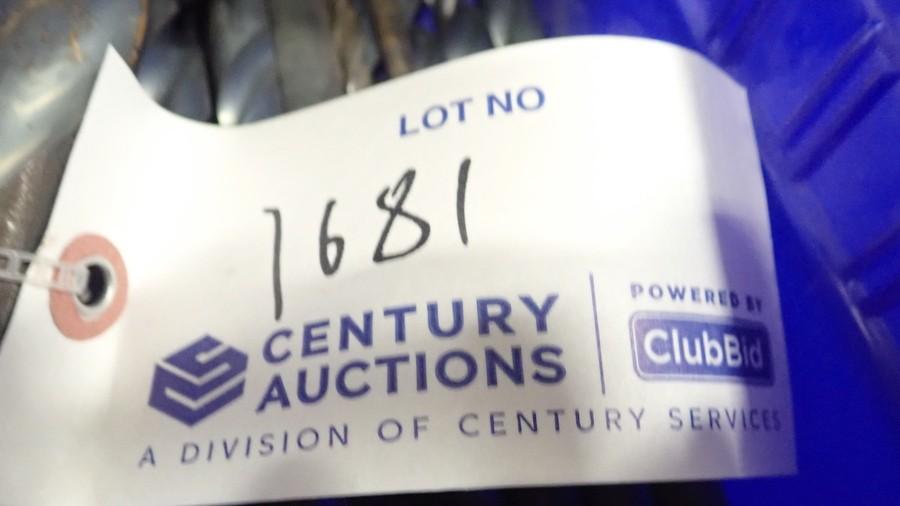 LOT NO
1681
CENTURY AUCTIONS
POWERED BY
ClubBid
A DIVISION OF CENTURY SERVICES